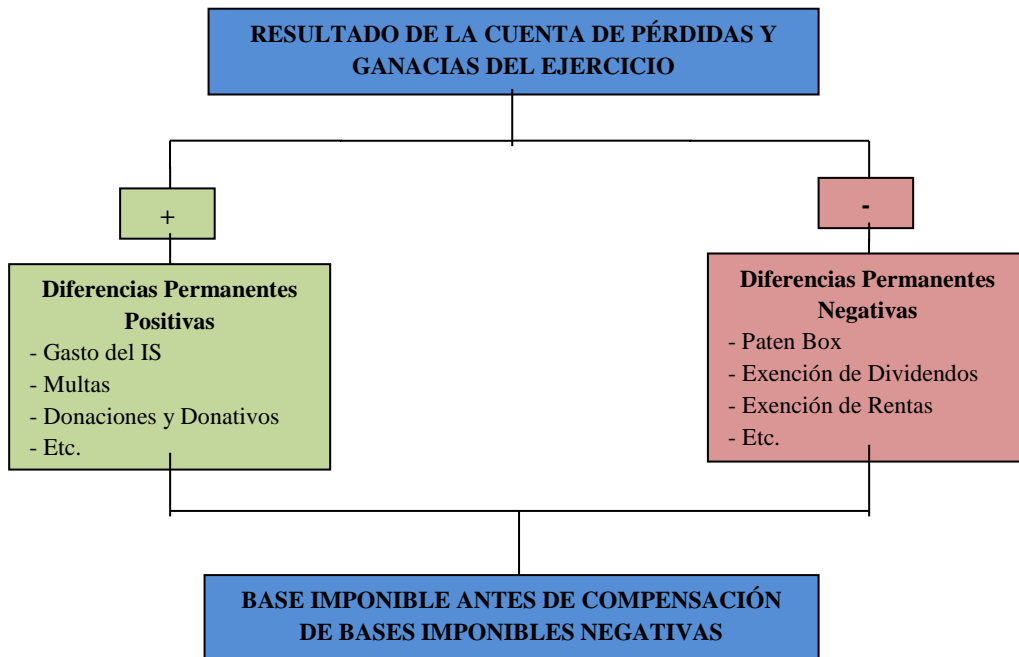 RESULTADO DE LA CUENTA DE PÉRDIDAS Y
GANACIAS DEL EJERCICIO
+
-
Diferencias Permanentes
Positivas
- Gasto del IS
- Multas
- Donaciones y Donativos
- Etc.
Diferencias Permanentes
Negativas
- Paten Box
- Exención de Dividendos
- Exención de Rentas
- Etc.
BASE IMPONIBLE ANTES DE COMPENSACIÓN
DE BASES IMPONIBLES NEGATIVAS